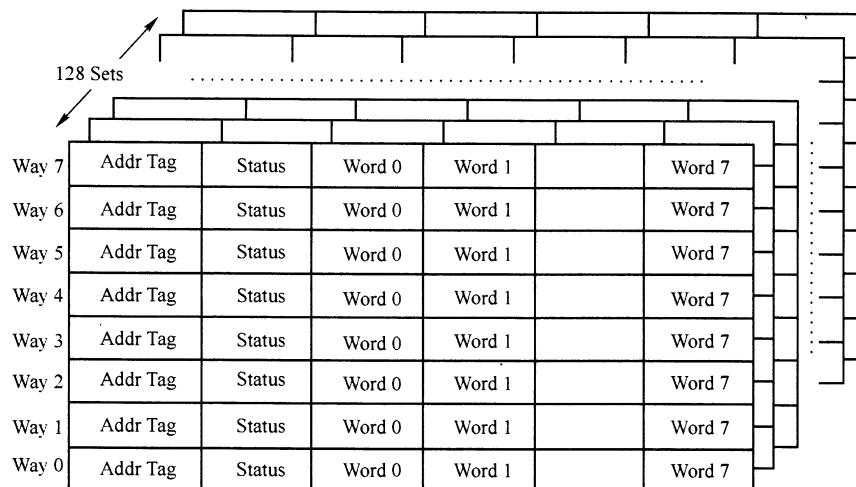 128 Sets
Way 7 Addr Tag Status Word 0 Word 1 Word 7
Way 6 Addr Tag Status Word 0 Word 1 Word 7
Way 5 Addr Tag Status Word 0 Word 1 Word 7
Way 4 Addr Tag Status Word 0 Word 1 Word 7
Way 3 Addr Tag Status Word 0 Word 1 Word 7
Way 2 Addr Tag Status Word 0 Word 1 Word 7
Way 1 Addr Tag Status Word 0 Word 1 Word 7
Way 0 Addr Tag Status Word 0 Word 1 Word 7